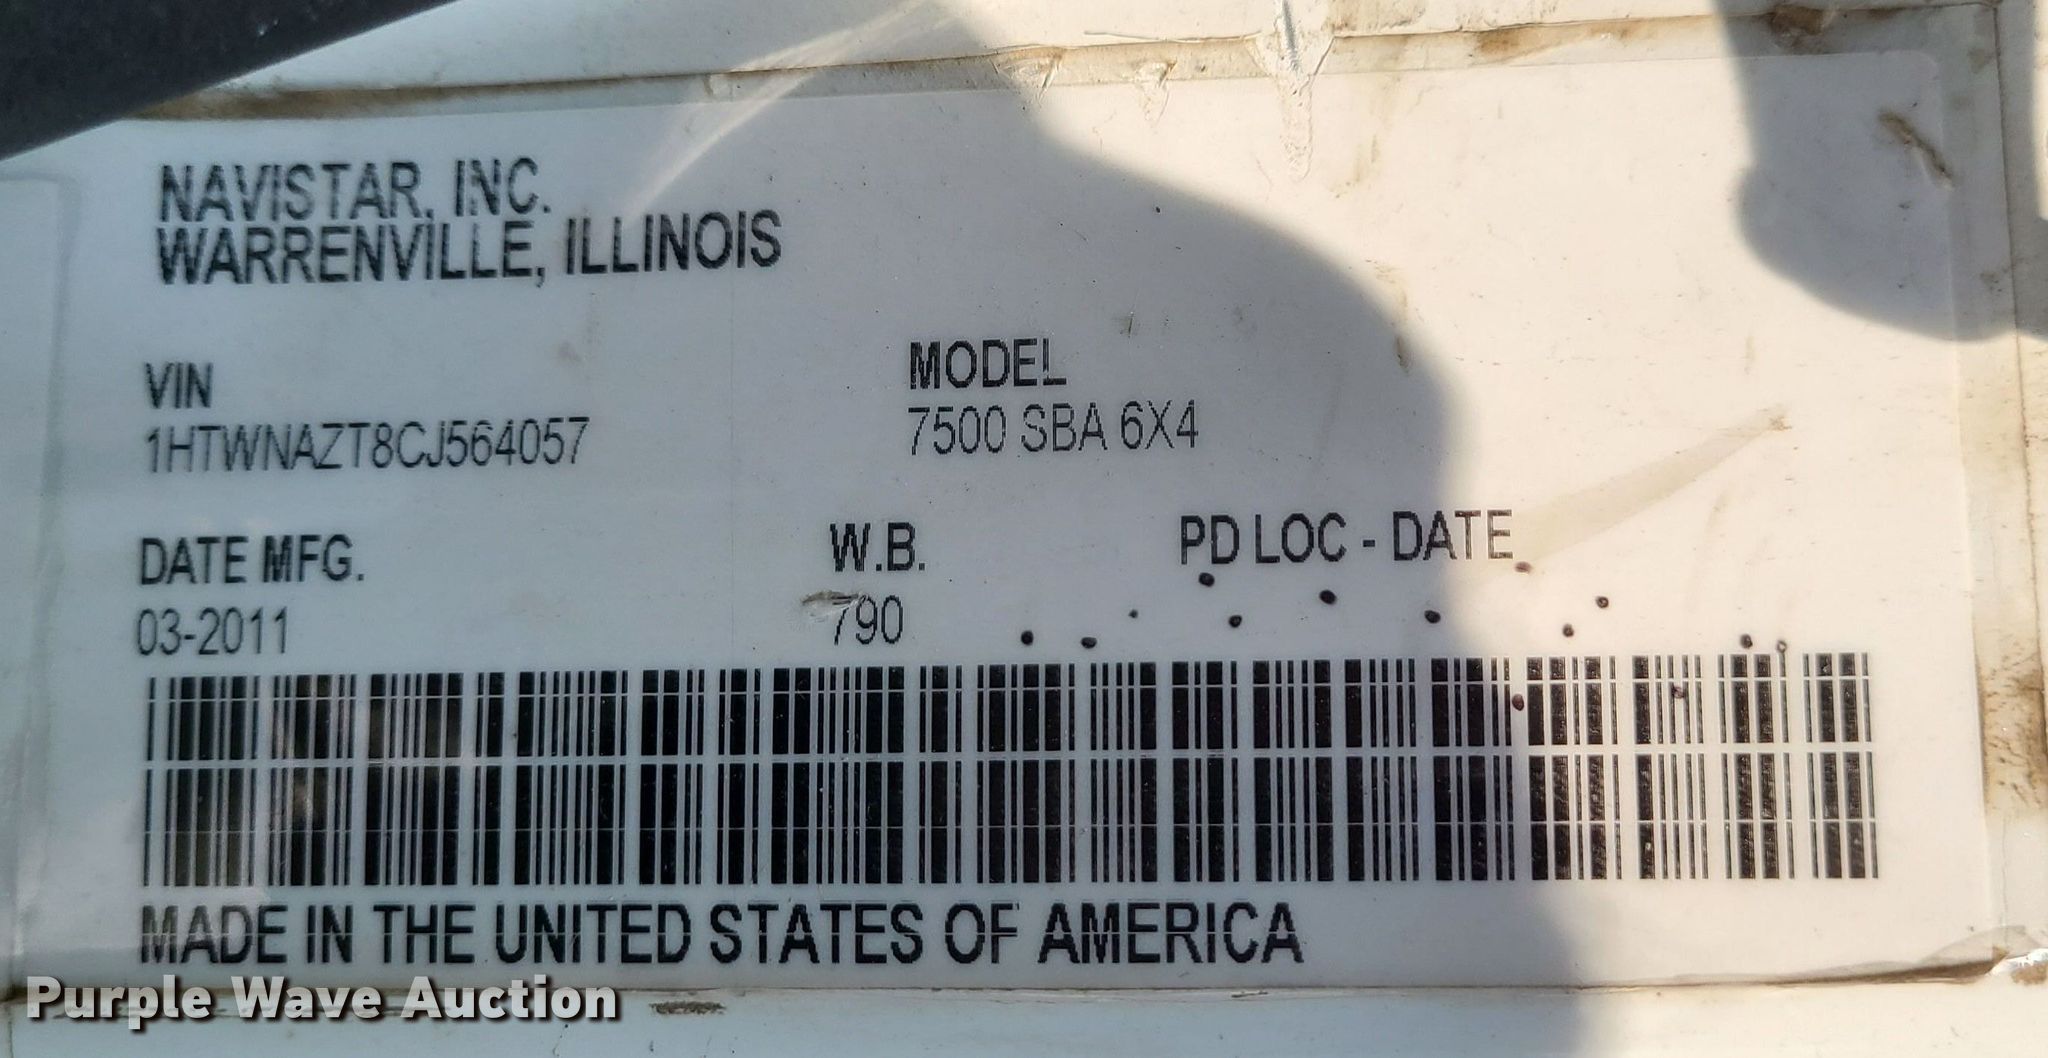 NAVISTAR, INC.
WARRENVILLE, ILLINOIS
VIN
1HTWNAZT8CJ564057
MODEL
7500 SBA 6X4
DATE MFG.
03-2011
W.B.
790
PD LOC - DATE
MADE IN THE UNITED STATES OF AMERICA
Purple Wave Auction